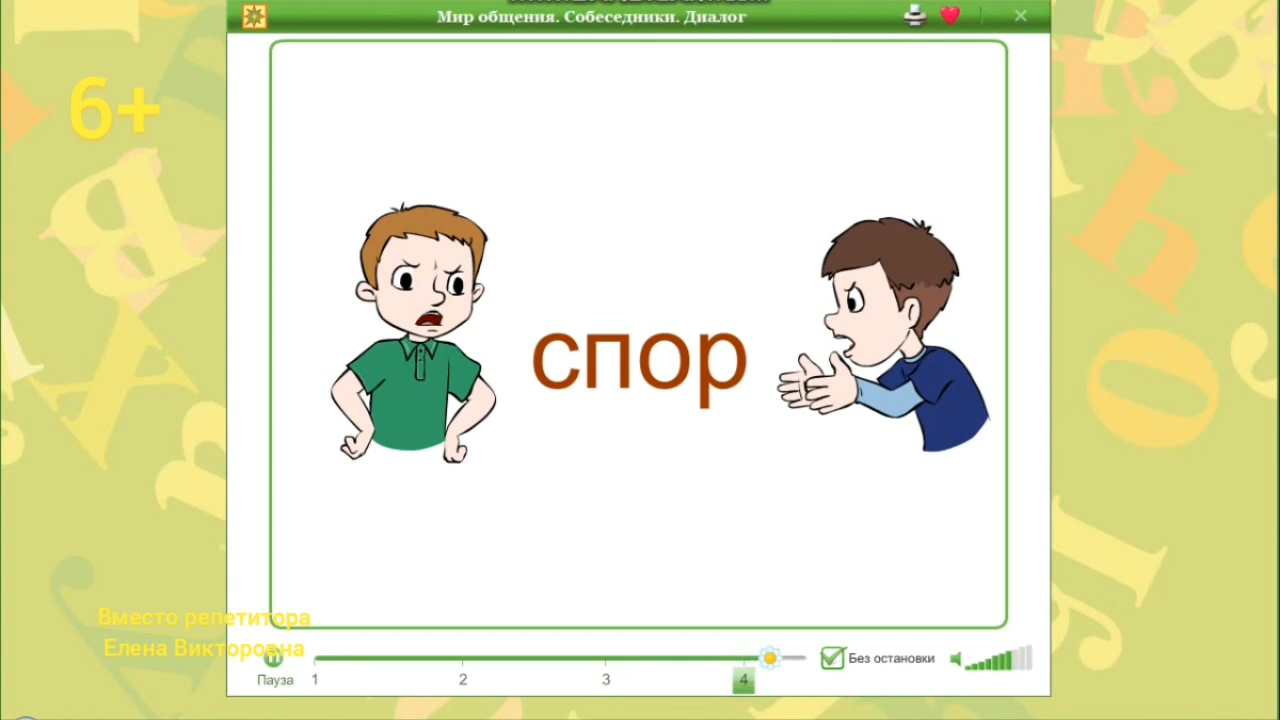 Мир общения. Собеседники. Диалог
6+
спор
Вместо репетитора
Елена Викторовна
Пауза
1
2
3
4
Без остановки